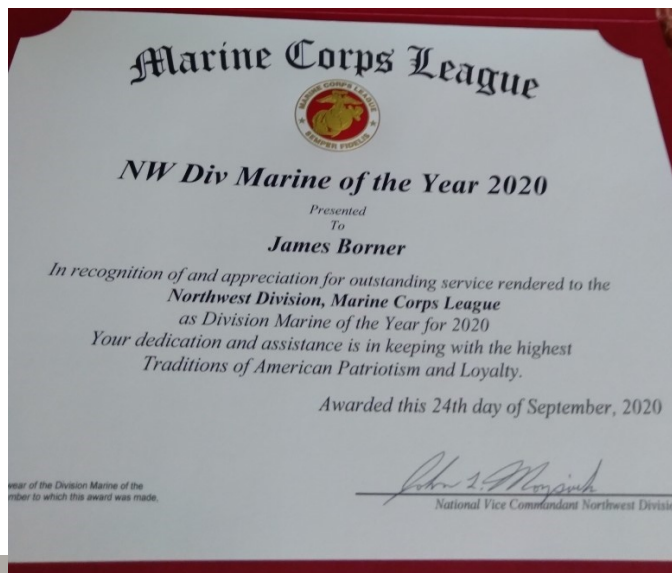 Marine Corps League
MARINE CORPS LEAGUE
SEMPER FIDELIS
NW Div Marine of the Year 2020
Presented
To
James Borner
In recognition of and appreciation for outstanding service rendered to the
Northwest Division, Marine Corps League
as Division Marine of the Year for 2020
Your dedication and assistance is in keeping with the highest
Traditions of American Patriotism and Loyalty.
Awarded this 24th day of September, 2020
wear of the Division Marine of the
mber to which this award was made.
John L.
National Vice Commandant Northwest Divisio